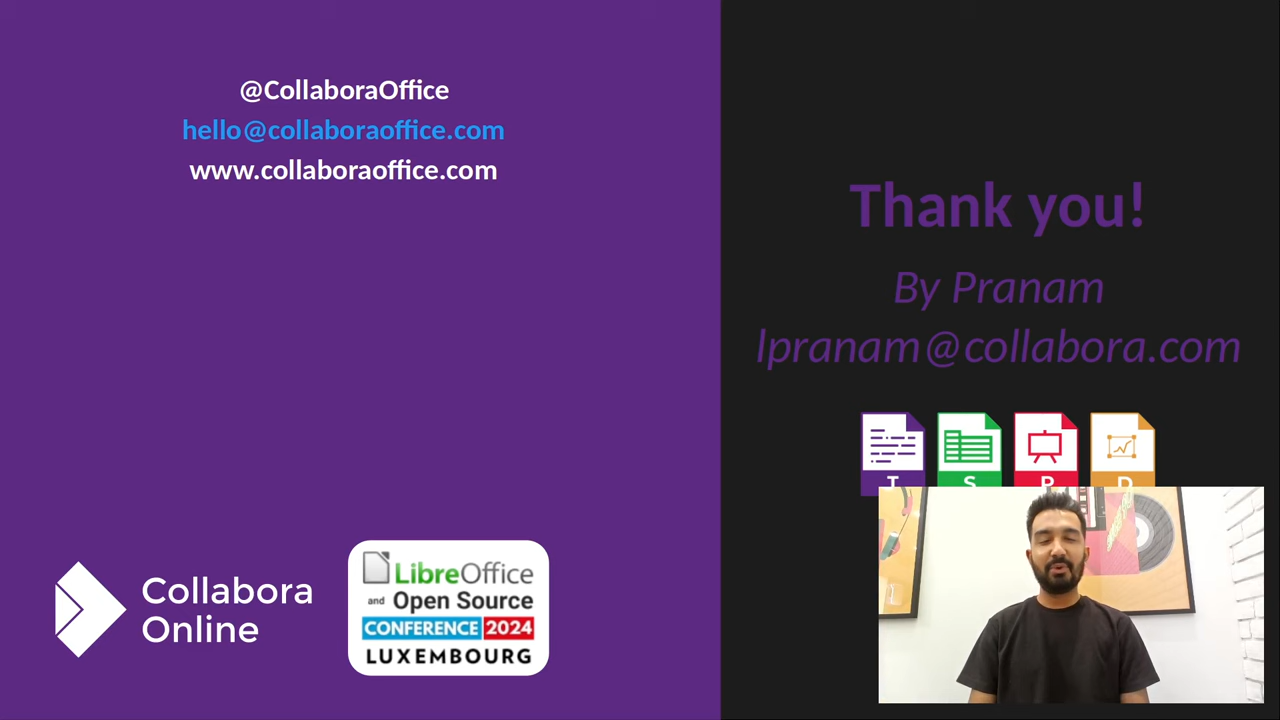 @CollaboraOffice
hello@collaboraoffice.com
www.collaboraoffice.com
Thank you!
By Pranam
lpranam@collabora.com
T S P D
Collabora
Online
LibreOffice
and Open Source
CONFERENCE 2024
LUXEMBOURG